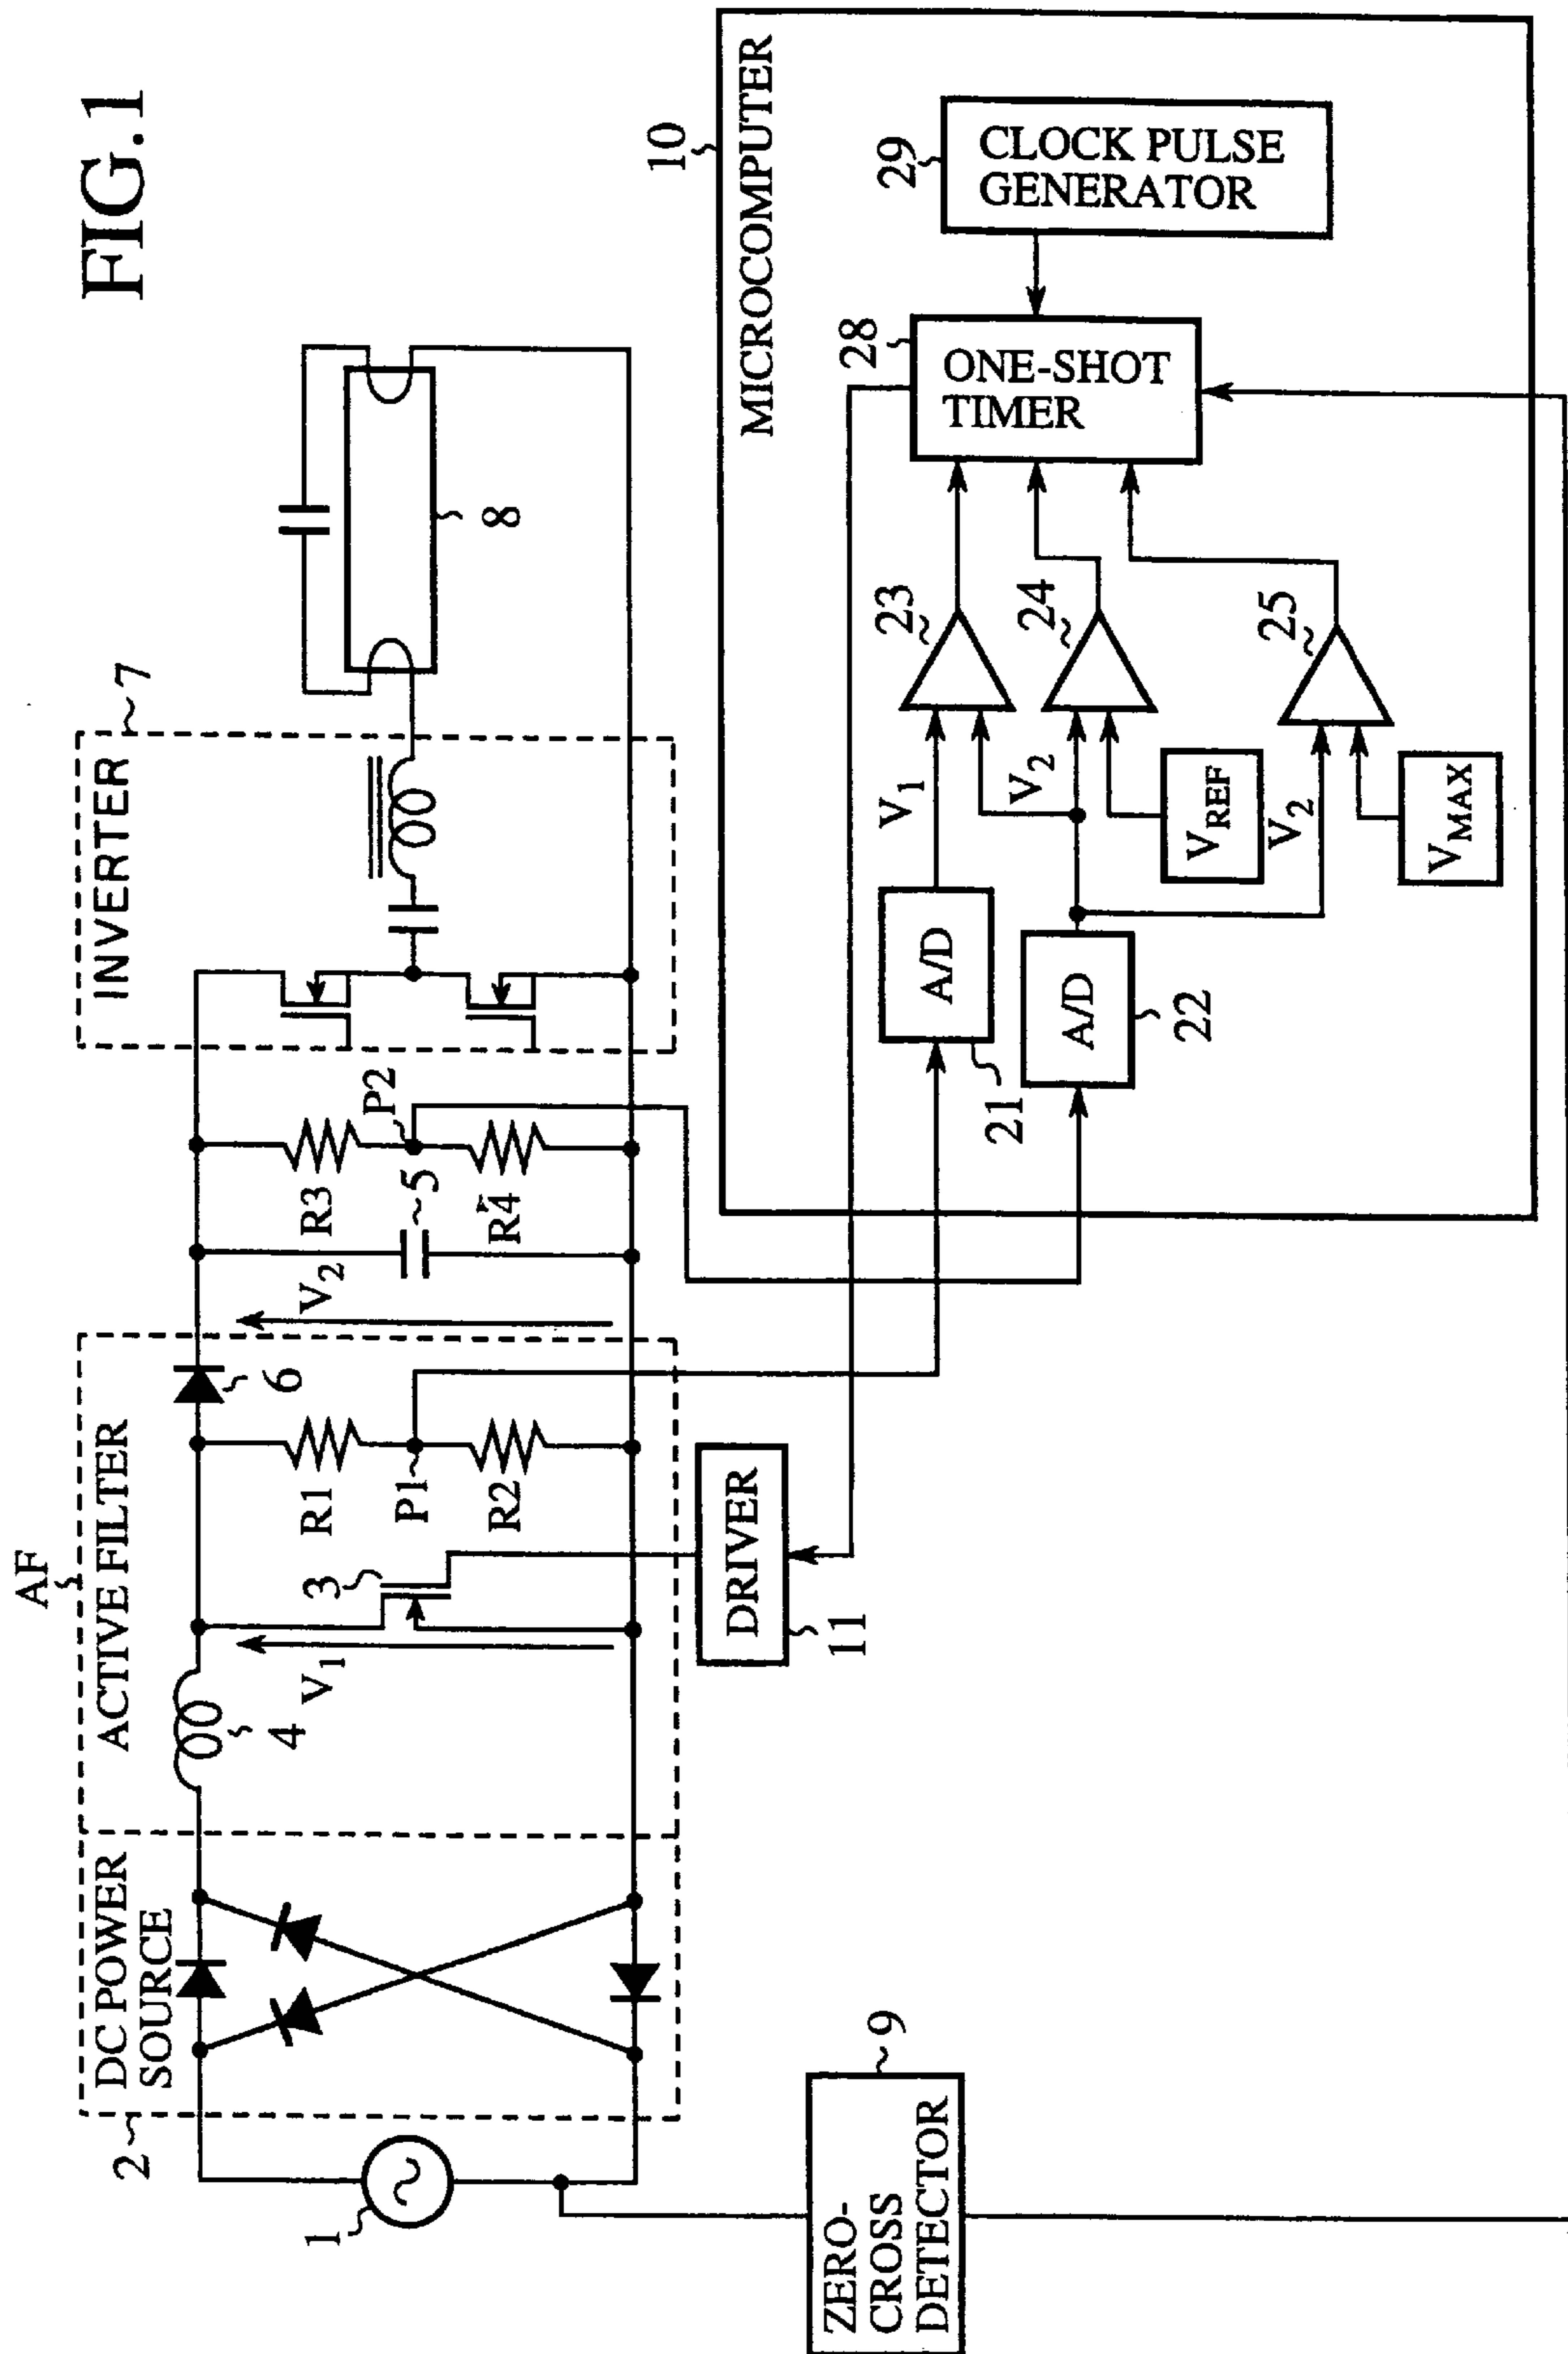 FIG.1
AF
ACTIVE FILTER
INVERTER
7
2
DC POWER
SOURCE
1
4
V1
3
R1
P1
R2
6
V2
R3
P2
5
R4
8
DRIVER
11
10
MICROCOMPUTER
28
ONE-SHOT
TIMER
29
CLOCK PULSE
GENERATOR
A/D
21
V1
23
A/D
22
V2
24
VREF
V2
25
VMAX
ZERO-
CROSS
DETECTOR
9